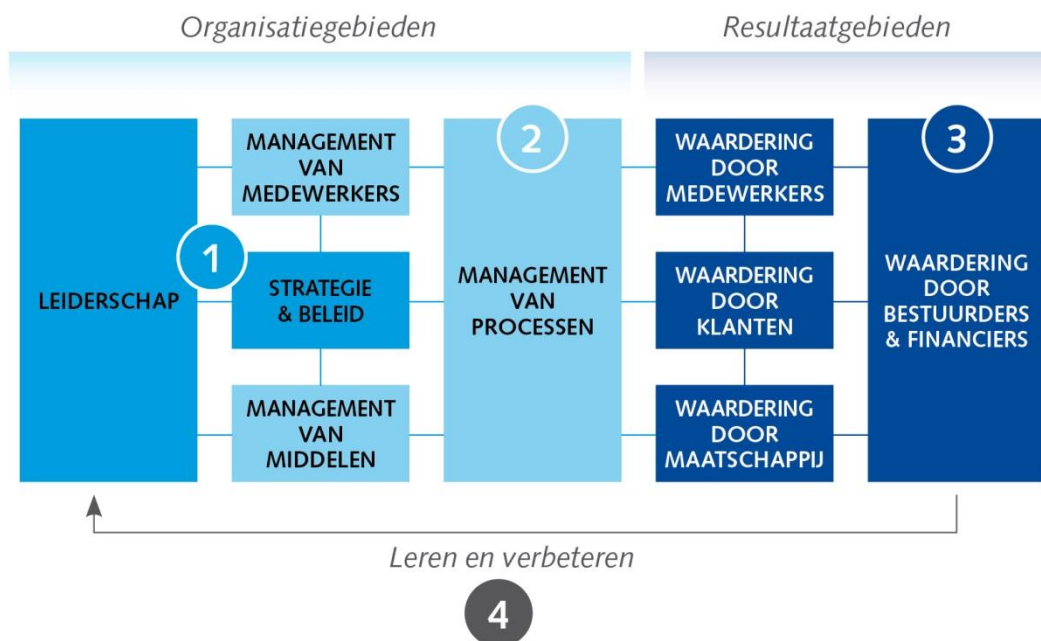 Organisatiegebieden
Resultaatgebieden
LEIDERSCHAP
1
MANAGEMENT
VAN
MEDEWERKERS
STRATEGIE
& BELEID
MANAGEMENT
VAN
MIDDELEN
2
MANAGEMENT
VAN
PROCESSEN
WAARDERING
DOOR
MEDEWERKERS
WAARDERING
DOOR
KLANTEN
WAARDERING
DOOR
MAATSCHAPPIJ
3
WAARDERING
DOOR
BESTUURDERS
& FINANCIERS
Leren en verbeteren
4